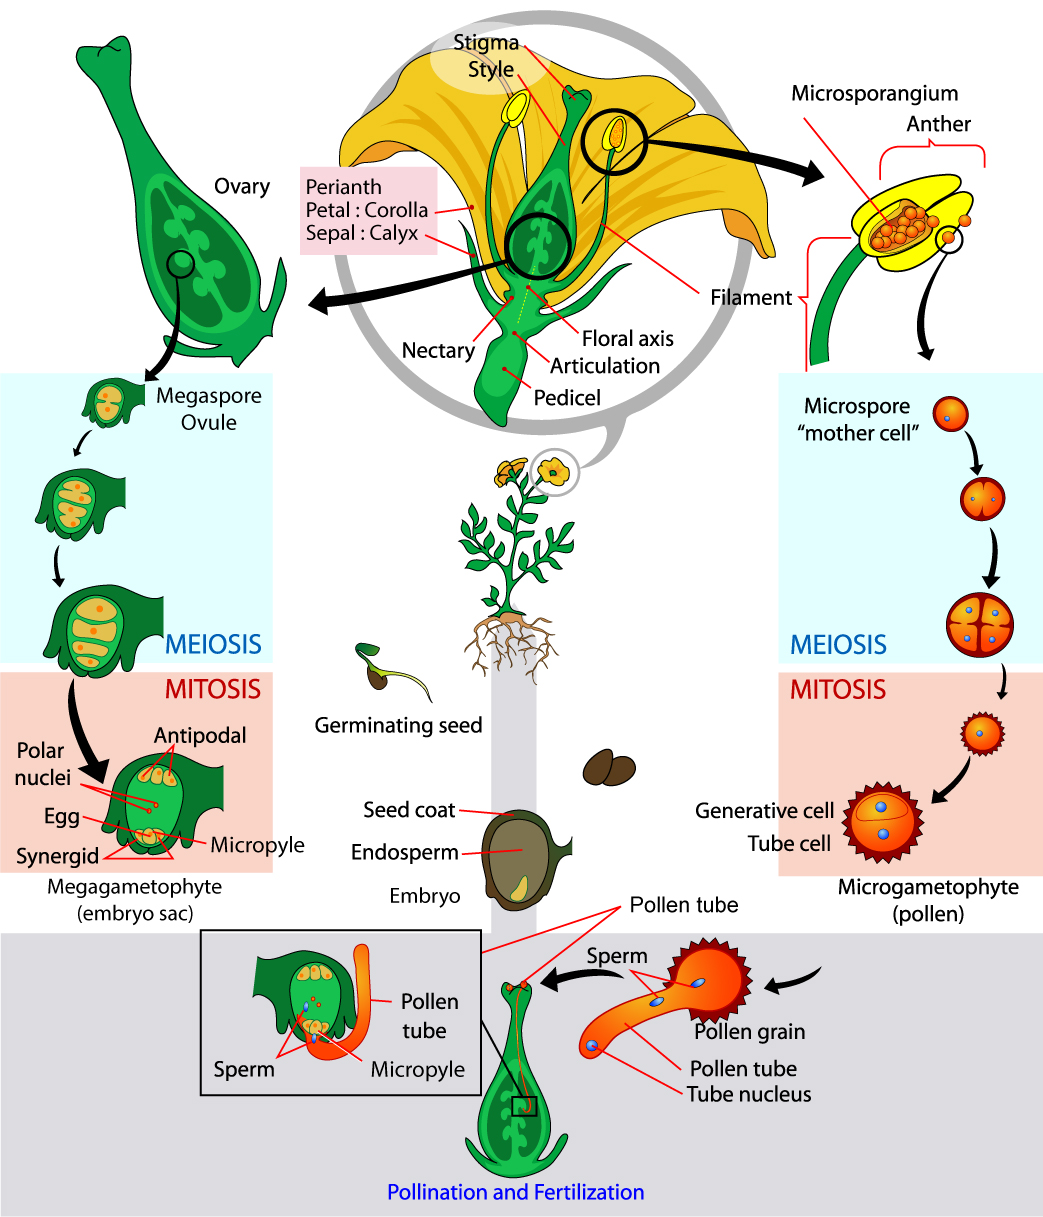 Stigma
Style
Microsporangium
Anther
Ovary
Perianth
Petal : Corolla
Sepal : Calyx
Filament
Nectary
Floral axis
Articulation
Pedicel
Megaspore
Ovule
Microspore
“mother cell”
MEIOSIS
MEIOSIS
MITOSIS
MITOSIS
Germinating seed
Antipodal
Polar
nuclei
Egg
Synergid
Micropyle
Megagametophyte
(embryo sac)
Seed coat
Endosperm
Embryo
Generative cell
Tube cell
Microgametophyte
(pollen)
Pollen tube
Sperm
Pollen grain
Pollen tube
Tube nucleus
Pollen
tube
Sperm
Micropyle
Pollination and Fertilization